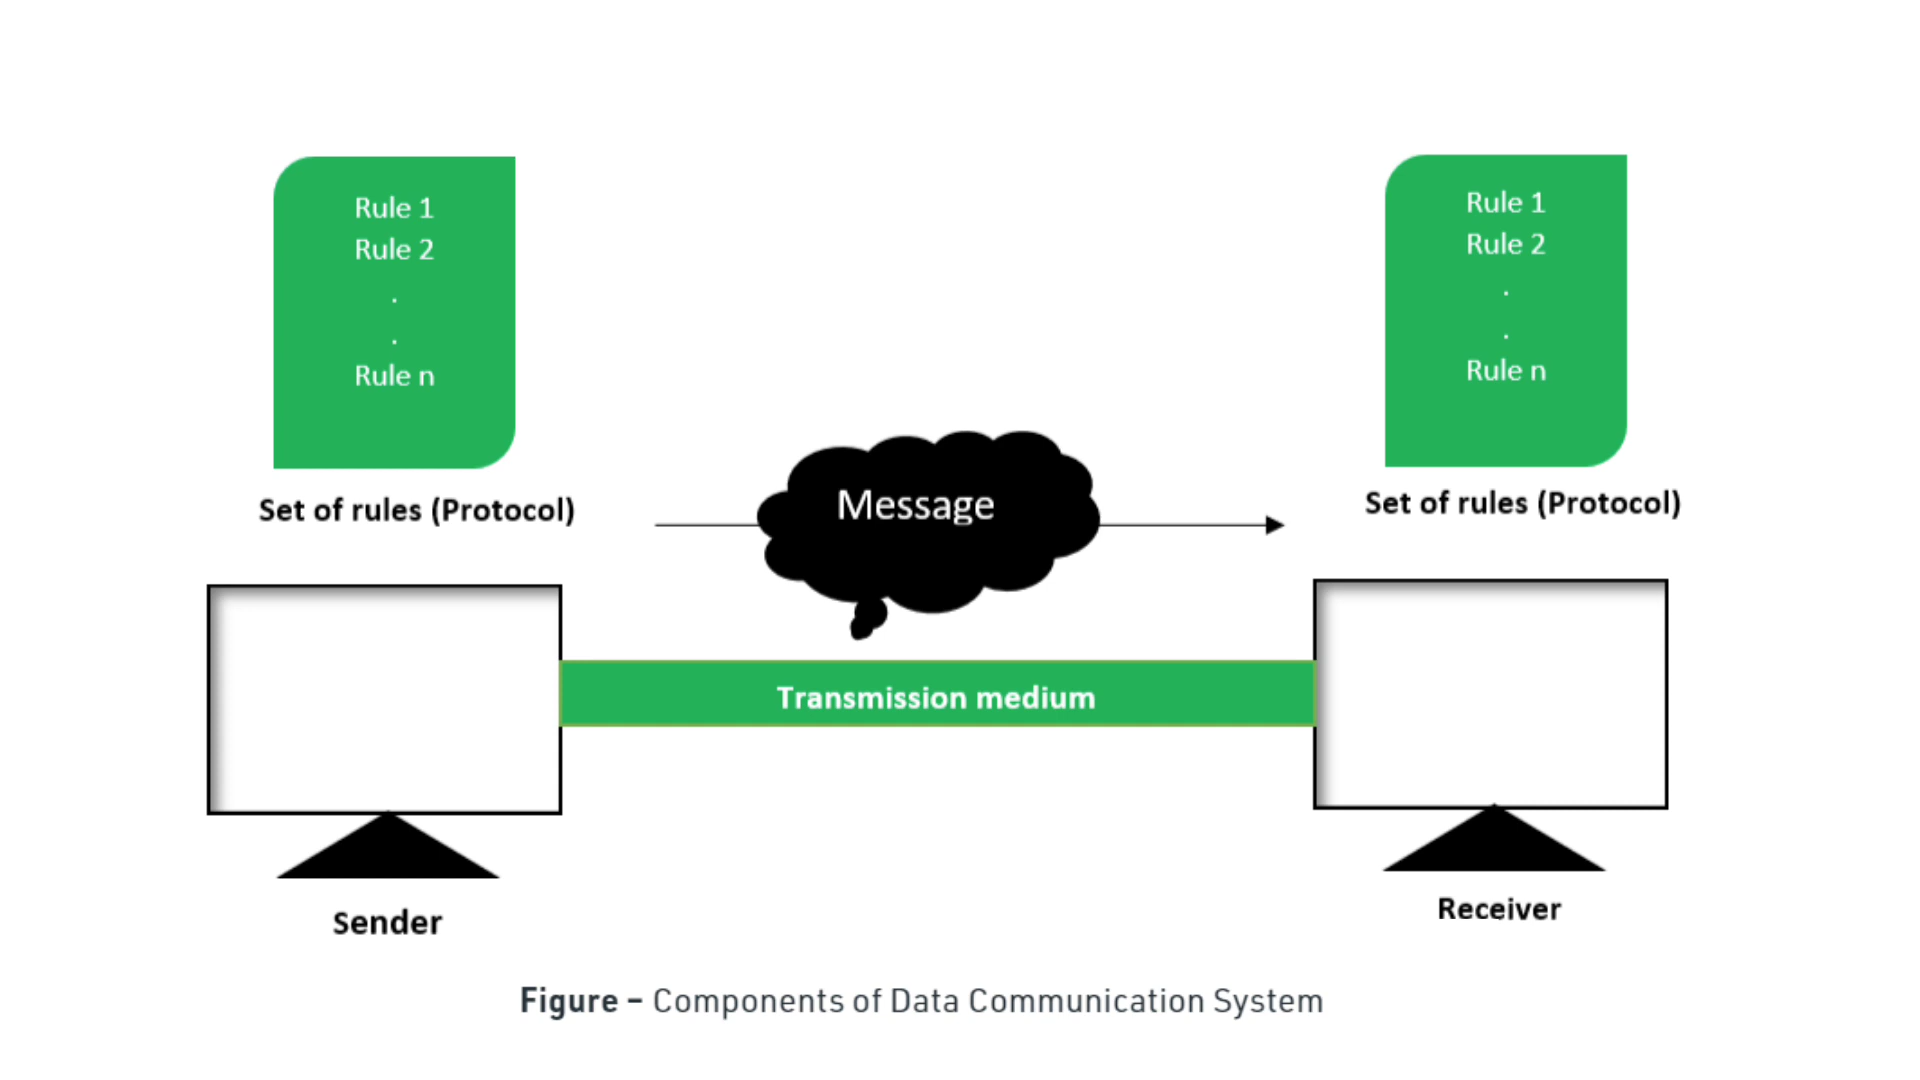 Rule 1
Rule 2
.
.
Rule n
Set of rules (Protocol)
Rule 1
Rule 2
.
.
Rule n
Set of rules (Protocol)
Message
Transmission medium
Sender
Receiver
Figure – Components of Data Communication System